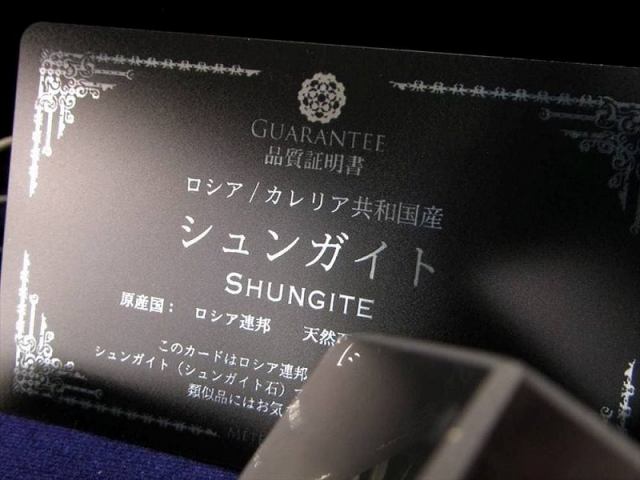 GUARANTEE
品質証明書
ロシア / カレリア共和国産
シュンガイト
SHUNGITE
原産国： ロシア連邦 天然
このカードはロシア連邦
シュンガイト（シュンガイト石）
類似品にはお気